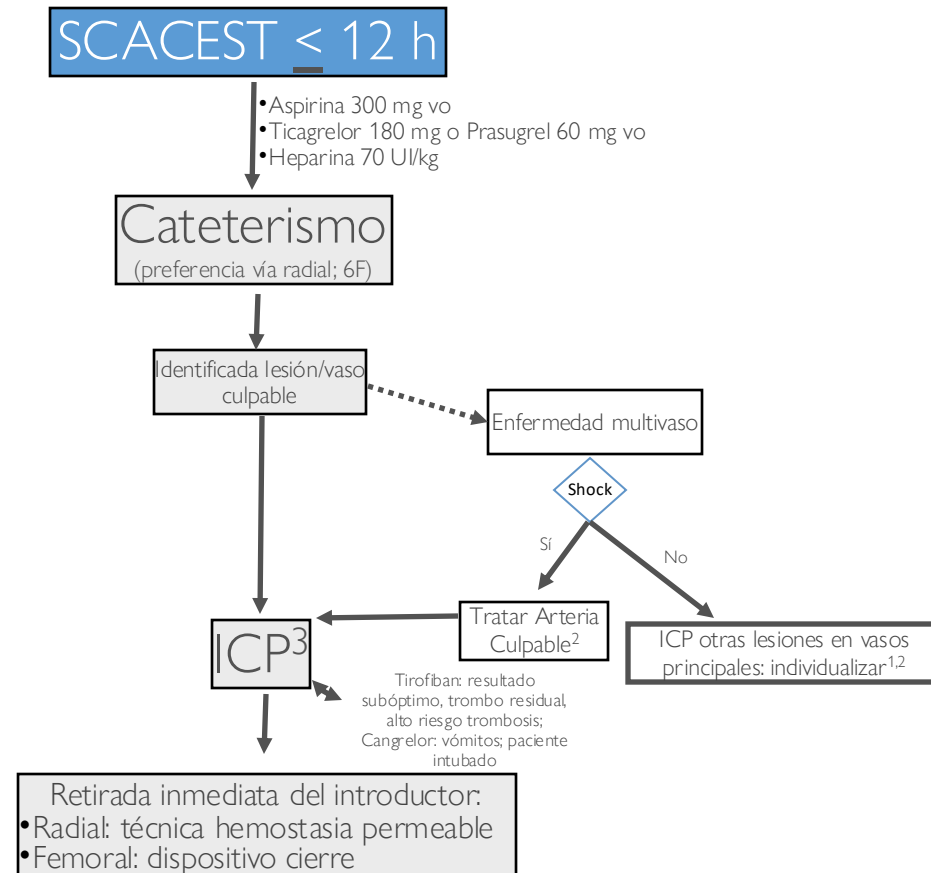 SCACEST ≤ 12 h
•Aspirina 300 mg vo
•Ticagrelor 180 mg o Prasugrel 60 mg vo
•Heparina 70 UI/kg
Cateterismo
(preferencia vía radial; 6F)
Identificada lesión/vaso
culpable
Enfermedad multivaso
Shock
Sí
No
Tratar Arteria
Culpable²
ICP otras lesiones en vasos
principales: individualizar¹,²
ICP³
Tirofiban: resultado
subóptimo, trombo residual,
alto riesgo trombosis;
Cangrelor: vómitos; paciente
intubado
Retirada inmediata del introductor:
•Radial: técnica hemostasia permeable
•Femoral: dispositivo cierre